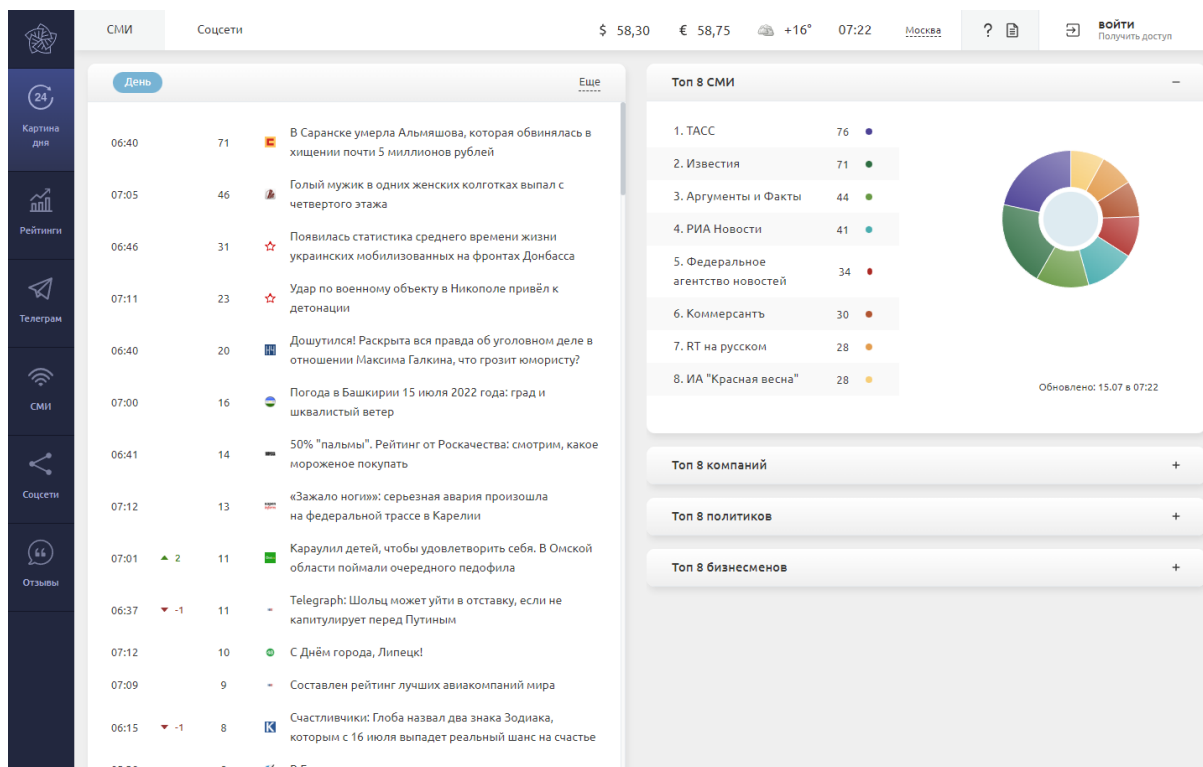 СМИ
Соцсети
$ 58,30
€ 58,75
+16°
07:22
Москва
?
ВОЙТИ
Получить доступ
24
Картина
дня
Рейтинги
Телеграм
СМИ
Соцсети
Отзывы
День
Еще
06:40 71 В Саранске умерла Альмяшова, которая обвинялась в
хищении почти 5 миллионов рублей
07:05 46 Голый мужик в одних женских колготках выпал с
четвертого этажа
06:46 31 Появилась статистика среднего времени жизни
украинских мобилизованных на фронтах Донбасса
07:11 23 Удар по военному объекту в Никополе привёл к
детонации
06:40 20 Дошутился! Раскрыта вся правда об уголовном деле в
отношении Максима Галкина, что грозит юмористу?
07:00 16 Погода в Башкирии 15 июля 2022 года: град и
шквалистый ветер
06:41 14 50% "пальмы". Рейтинг от Роскачества: смотрим, какое
мороженое покупать
07:12 13 «Зажало ноги»»: серьезная авария произошла
на федеральной трассе в Карелии
07:01 2 11 Караулил детей, чтобы удовлетворить себя. В Омской
области поймали очередного педофила
06:37 -1 11 Telegraph: Шольц может уйти в отставку, если не
капитулирует перед Путиным
07:12 10 С Днём города, Липецк!
07:09 9 Составлен рейтинг лучших авиакомпаний мира
06:15 -1 8 Счастливчики: Глоба назвал два знака Зодиака,
которым с 16 июля выпадет реальный шанс на счастье
Топ 8 СМИ
1. ТАСС 76
2. Известия 71
3. Аргументы и Факты 44
4. РИА Новости 41
5. Федеральное
агентство новостей 34
6. Коммерсантъ 30
7. RT на русском 28
8. ИА "Красная весна" 28
Обновлено: 15.07 в 07:22
Топ 8 компаний
Топ 8 политиков
Топ 8 бизнесменов